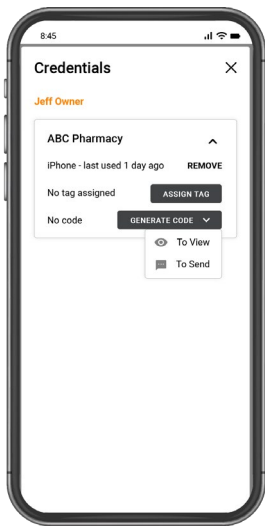 8:45
Credentials
Jeff Owner
ABC Pharmacy
iPhone - last used 1 day ago REMOVE
No tag assigned ASSIGN TAG
No code GENERATE CODE
To View
To Send